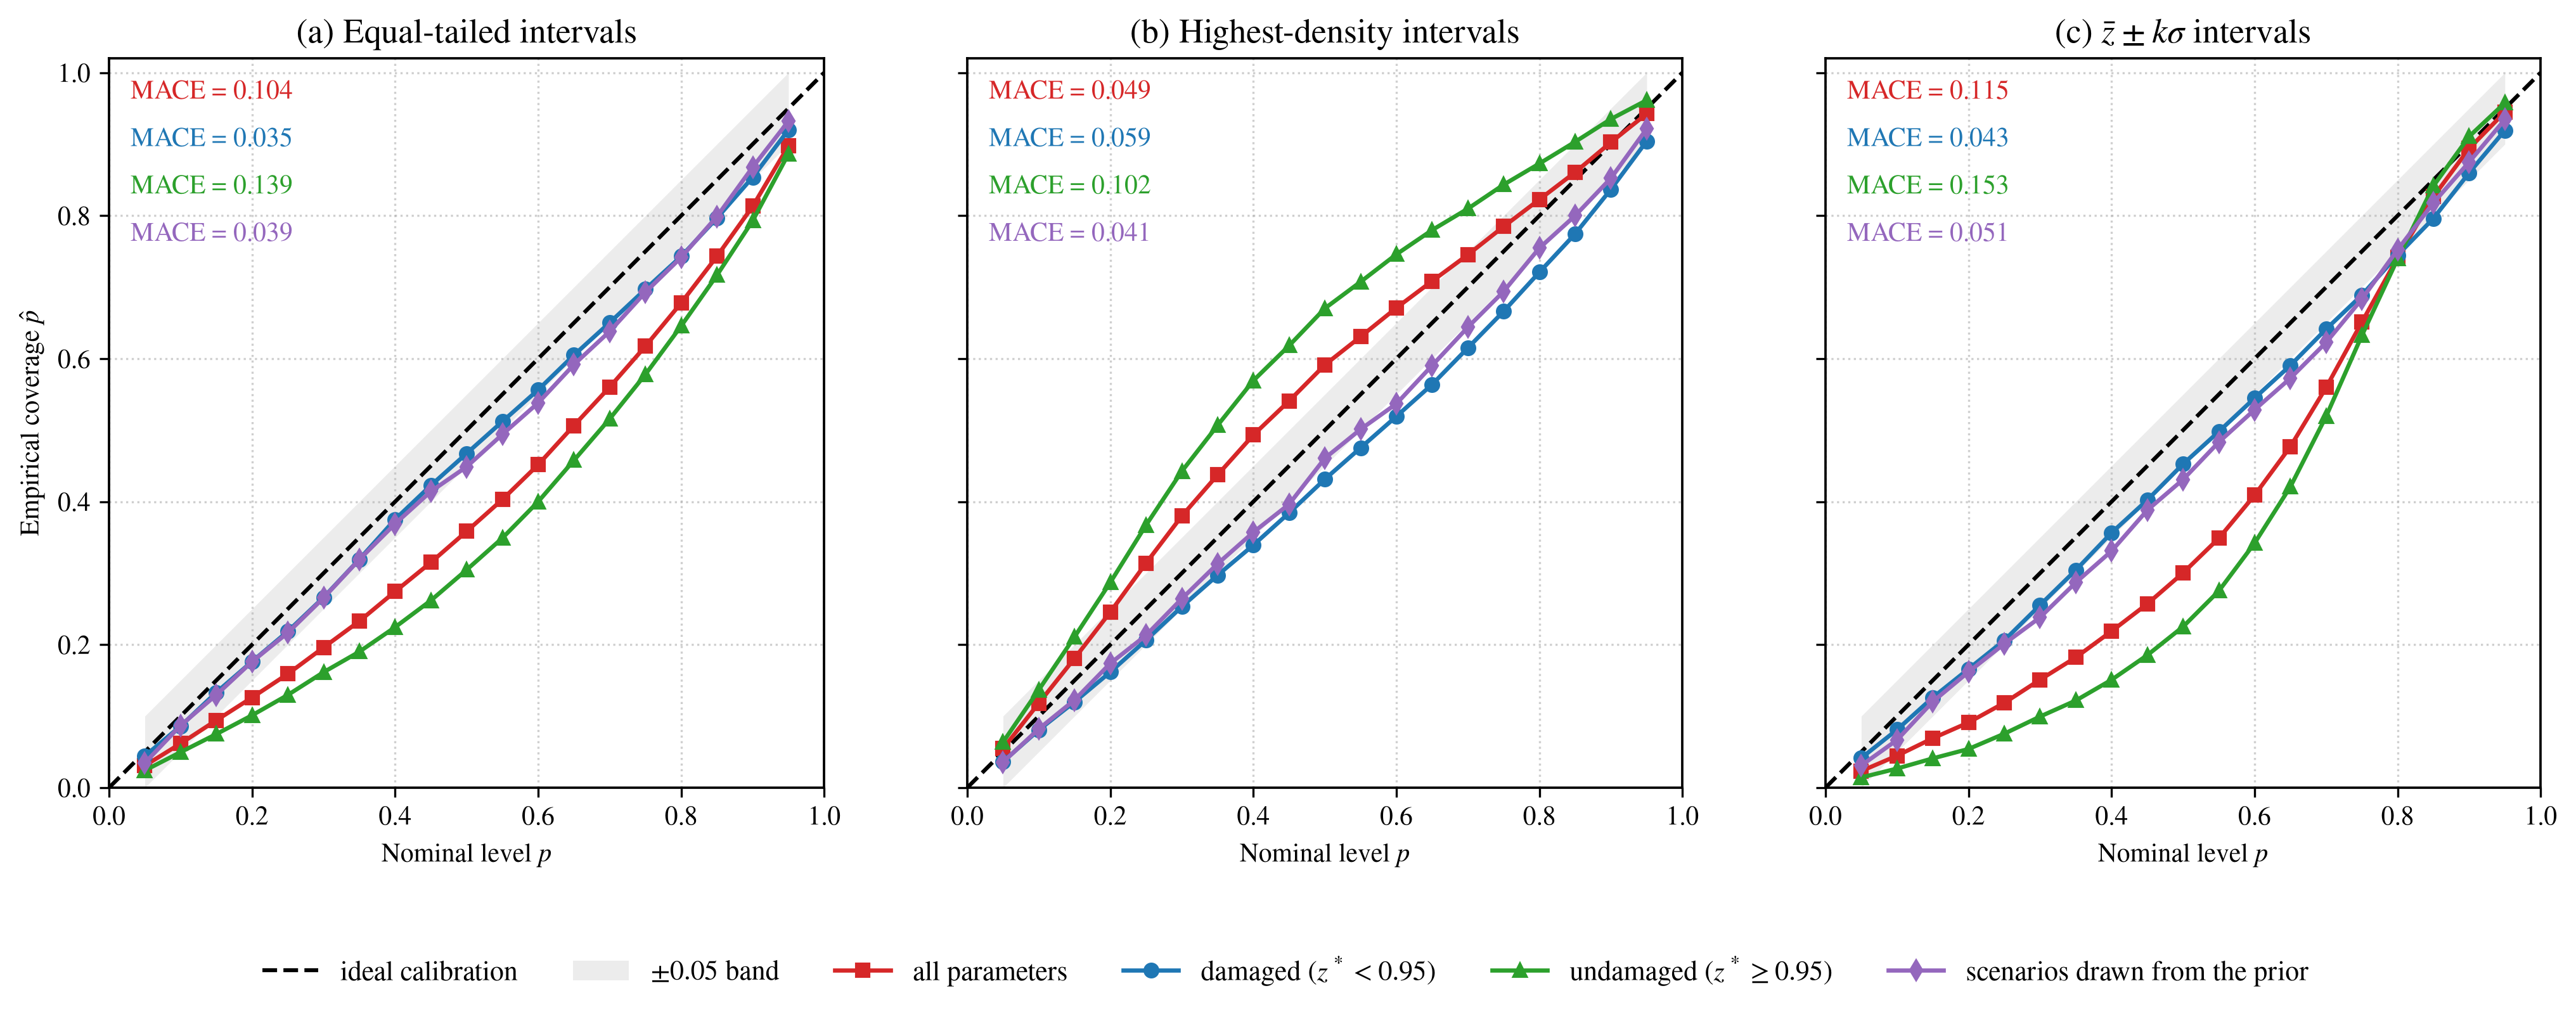 (a) Equal-tailed intervals
MACE = 0.104
MACE = 0.035
MACE = 0.139
MACE = 0.039
1.0
0.8
0.6
0.4
0.2
0.0
Empirical coverage p̂
0.0 0.2 0.4 0.6 0.8 1.0
Nominal level p
(b) Highest-density intervals
MACE = 0.049
MACE = 0.059
MACE = 0.102
MACE = 0.041
0.0 0.2 0.4 0.6 0.8 1.0
Nominal level p
(c) z̄ ± kσ intervals
MACE = 0.115
MACE = 0.043
MACE = 0.153
MACE = 0.051
0.0 0.2 0.4 0.6 0.8 1.0
Nominal level p
ideal calibration ±0.05 band all parameters damaged (z* < 0.95) undamaged (z* ≥ 0.95) scenarios drawn from the prior